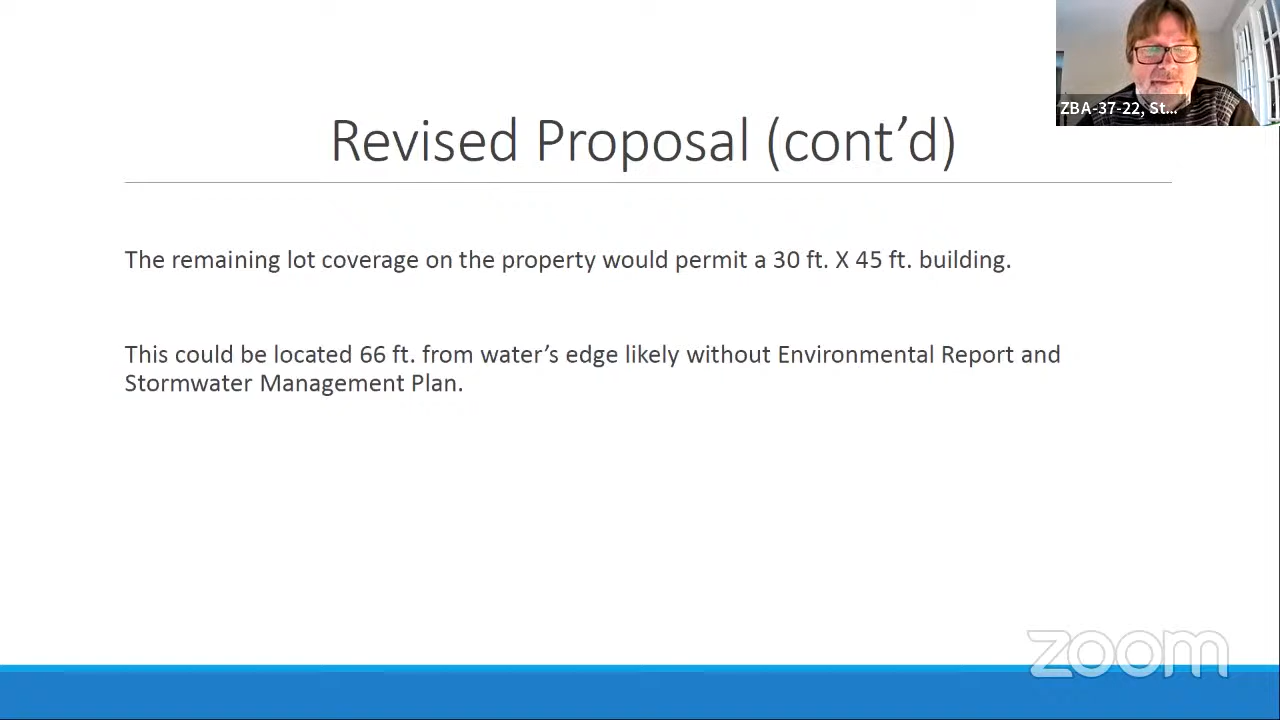 ZBA-37-22, St...
Revised Proposal (cont’d)
The remaining lot coverage on the property would permit a 30 ft. X 45 ft. building.
This could be located 66 ft. from water’s edge likely without Environmental Report and
Stormwater Management Plan.
zoom